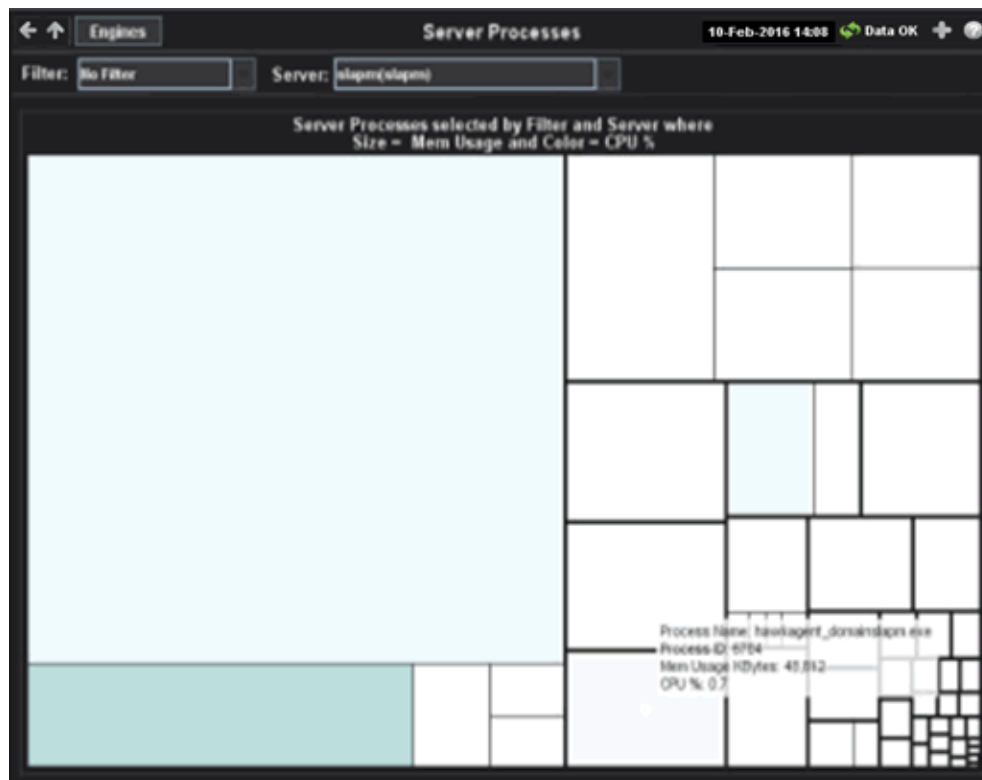 Engines
Server Processes
10-Feb-2016 14:08
Data OK
Filter:
No Filter
Server:
slapm(slapm)
Server Processes selected by Filter and Server where
Size = Mem Usage and Color = CPU %
Process Name: hawkagent_domainslapm.exe
Process ID: 6784
Mem Usage KBytes: 48,812
CPU %: 0.7